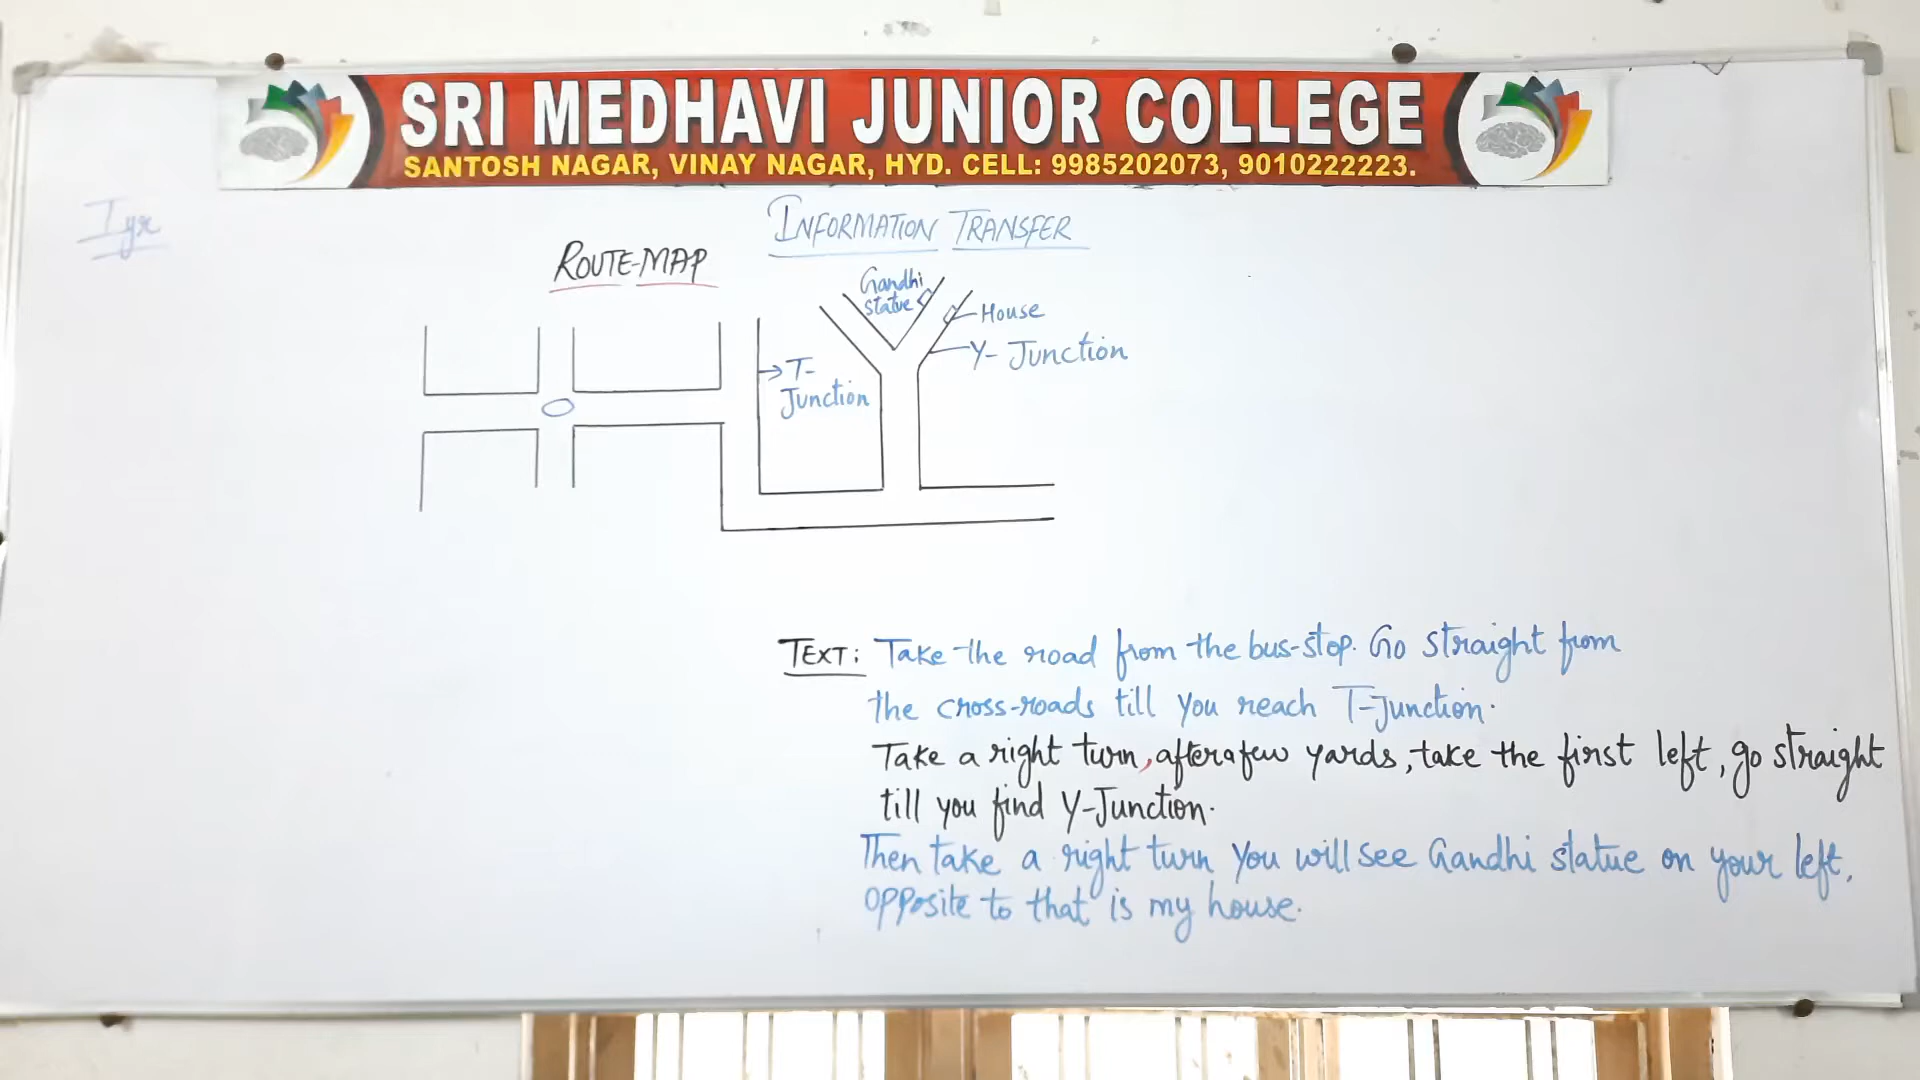 SRI MEDHAVI JUNIOR COLLEGE
SANTOSH NAGAR, VINAY NAGAR, HYD. CELL: 9985202073, 9010222223.
INFORMATION TRANSFER
ROUTE-MAP
Gandhi
statue
House
Y- Junction
T-
Junction
TEXT: Take the road from the bus-stop. Go straight from
the cross-roads till you reach T-Junction.
Take a right turn, after a few yards, take the first left, go straight
till you find Y-Junction.
Then take a right turn you will see Gandhi statue on your left,
opposite to that is my house.